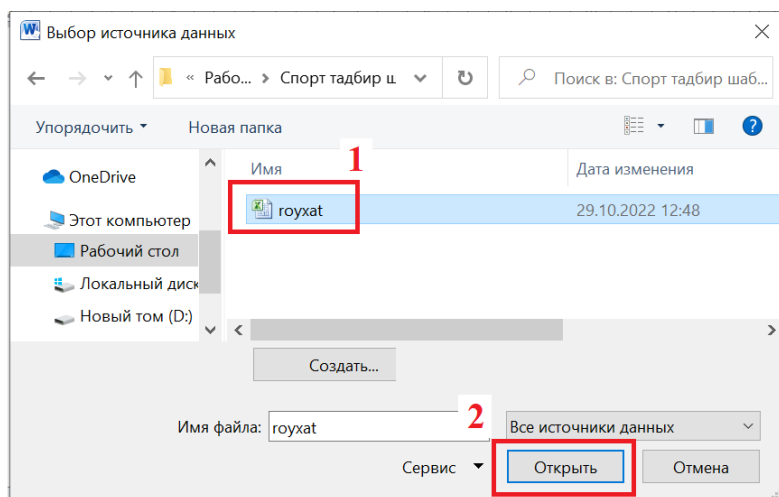 Выбор источника данных
« Рабо... › Спорт тадбир ш
Поиск в: Спорт тадбир шаб...
Упорядочить Новая папка
1
Имя Дата изменения
OneDrive
royxat 29.10.2022 12:48
Этот компьютер
Рабочий стол
Локальный диск
Новый том (D:)
Создать...
2
Имя файла: royxat Все источники данных
Сервис Открыть Отмена